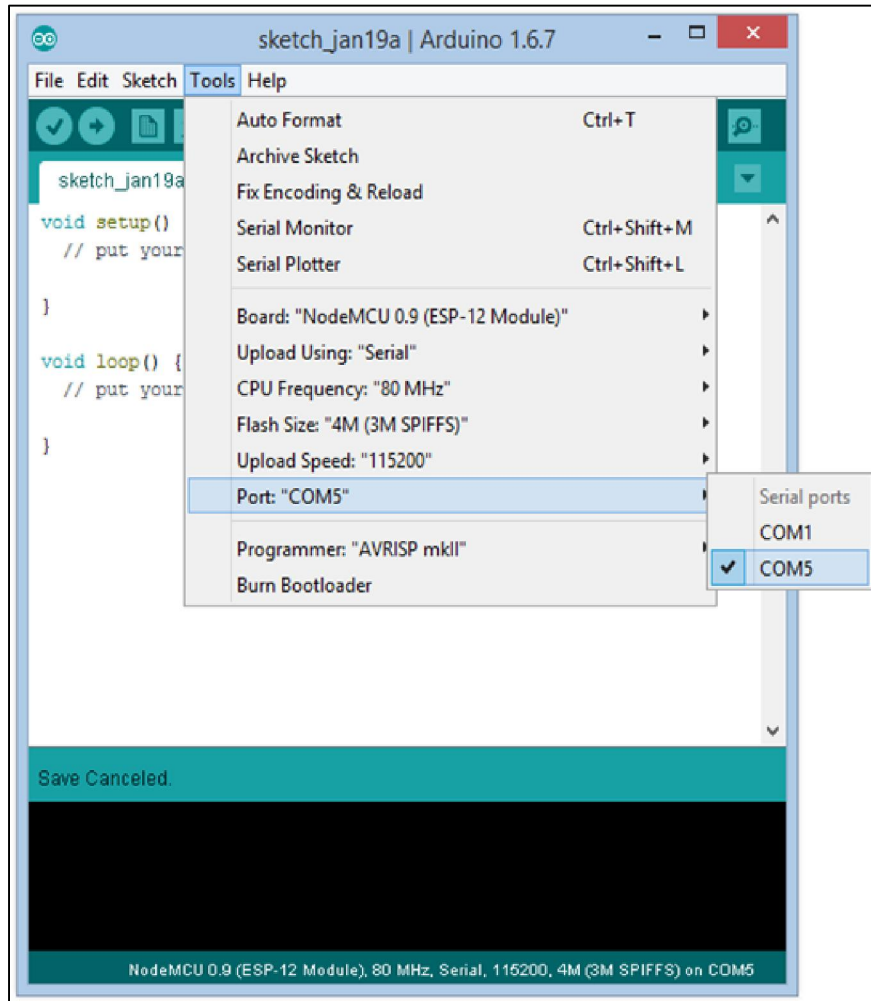 sketch_jan19a | Arduino 1.6.7
File Edit Sketch Tools Help
sketch_jan19a
void setup()
// put your
}
void loop() {
// put your
}
Auto Format Ctrl+T
Archive Sketch
Fix Encoding & Reload
Serial Monitor Ctrl+Shift+M
Serial Plotter Ctrl+Shift+L
Board: "NodeMCU 0.9 (ESP-12 Module)"
Upload Using: "Serial"
CPU Frequency: "80 MHz"
Flash Size: "4M (3M SPIFFS)"
Upload Speed: "115200"
Port: "COM5"
Programmer: "AVRISP mkII"
Burn Bootloader
Serial ports
COM1
COM5
Save Canceled.
NodeMCU 0.9 (ESP-12 Module), 80 MHz, Serial, 115200, 4M (3M SPIFFS) on COM5